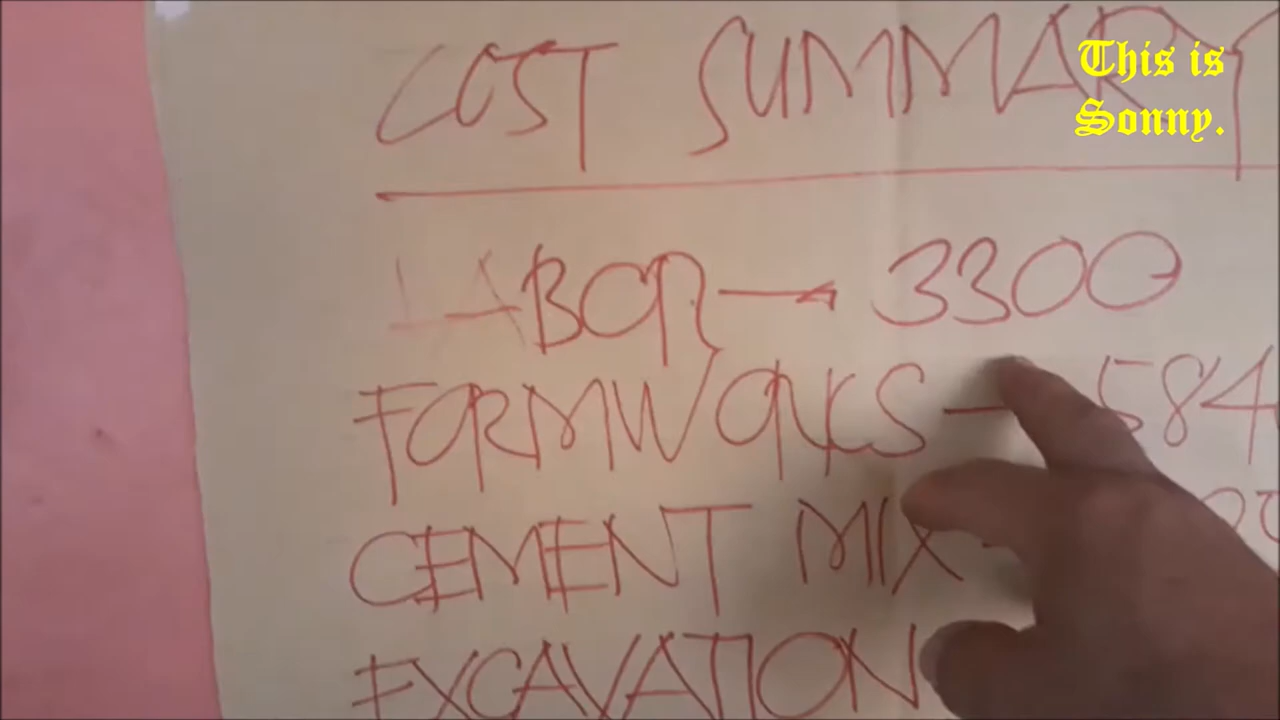 COST SUMMARY
This is
Sonny.
LABOR → 3300
FORMWORKS - 584
CEMENT MIX -
EXCAVATION